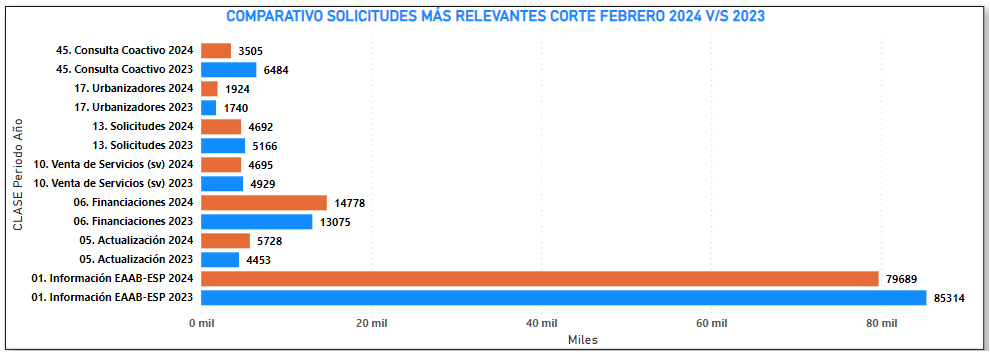 COMPARATIVO SOLICITUDES MÁS RELEVANTES CORTE FEBRERO 2024 V/S 2023
CLASE Periodo Año
45. Consulta Coactivo 2024 3505
45. Consulta Coactivo 2023 6484
17. Urbanizadores 2024 1924
17. Urbanizadores 2023 1740
13. Solicitudes 2024 4692
13. Solicitudes 2023 5166
10. Venta de Servicios (sv) 2024 4695
10. Venta de Servicios (sv) 2023 4929
06. Financiaciones 2024 14778
06. Financiaciones 2023 13075
05. Actualización 2024 5728
05. Actualización 2023 4453
01. Información EAAB-ESP 2024 79689
01. Información EAAB-ESP 2023 85314
0 mil 20 mil 40 mil 60 mil 80 mil
Miles